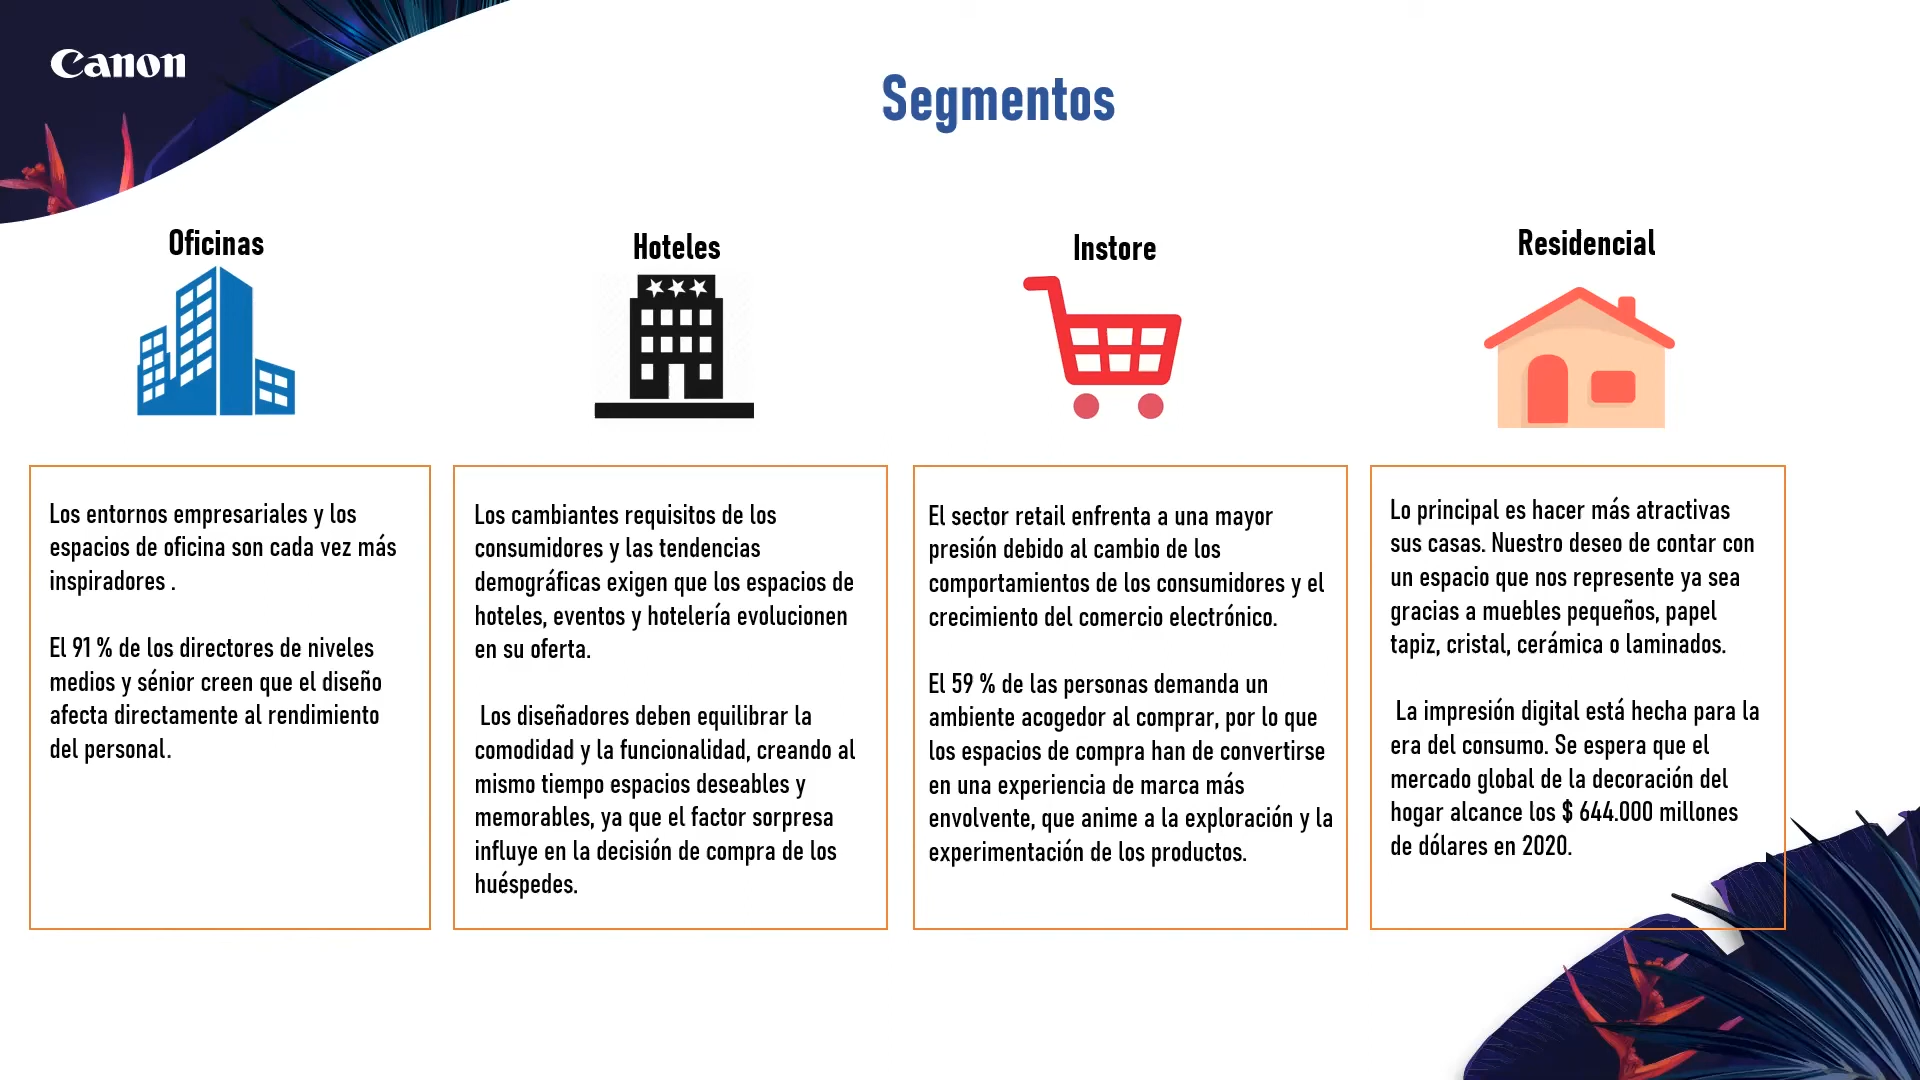 Canon
Segmentos
Oficinas
Los entornos empresariales y los
espacios de oficina son cada vez más
inspiradores .
El 91 % de los directores de niveles
medios y sénior creen que el diseño
afecta directamente al rendimiento
del personal.
Hoteles
Los cambiantes requisitos de los
consumidores y las tendencias
demográficas exigen que los espacios de
hoteles, eventos y hotelería evolucionen
en su oferta.
Los diseñadores deben equilibrar la
comodidad y la funcionalidad, creando al
mismo tiempo espacios deseables y
memorables, ya que el factor sorpresa
influye en la decisión de compra de los
huéspedes.
Instore
El sector retail enfrenta a una mayor
presión debido al cambio de los
comportamientos de los consumidores y el
crecimiento del comercio electrónico.
El 59 % de las personas demanda un
ambiente acogedor al comprar, por lo que
los espacios de compra han de convertirse
en una experiencia de marca más
envolvente, que anime a la exploración y la
experimentación de los productos.
Residencial
Lo principal es hacer más atractivas
sus casas. Nuestro deseo de contar con
un espacio que nos represente ya sea
gracias a muebles pequeños, papel
tapiz, cristal, cerámica o laminados.
La impresión digital está hecha para la
era del consumo. Se espera que el
mercado global de la decoración del
hogar alcance los $ 644.000 millones
de dólares en 2020.